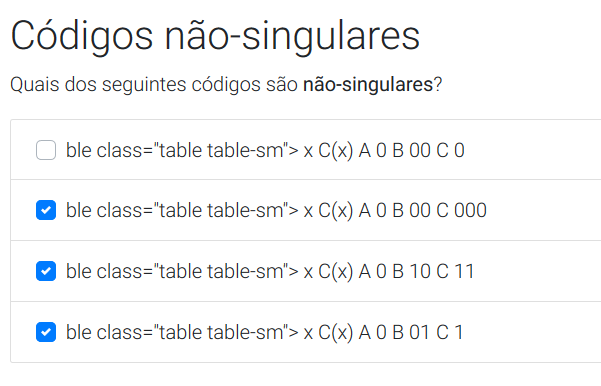 Códigos não-singulares
Quais dos seguintes códigos são não-singulares?
ble class="table table-sm"> x C(x) A 0 B 00 C 0
ble class="table table-sm"> x C(x) A 0 B 00 C 000
ble class="table table-sm"> x C(x) A 0 B 10 C 11
ble class="table table-sm"> x C(x) A 0 B 01 C 1